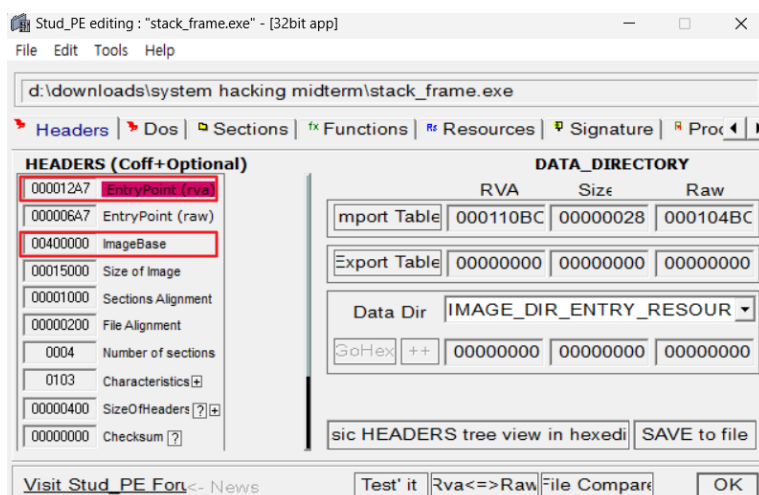 Stud_PE editing : "stack_frame.exe" - [32bit app]
File Edit Tools Help
d:\downloads\system hacking midterm\stack_frame.exe
Headers Dos Sections fx Functions Rs Resources Signature Proc
HEADERS (Coff+Optional)
000012A7 EntryPoint (rva)
000006A7 EntryPoint (raw)
00400000 ImageBase
00015000 Size of Image
00001000 Sections Alignment
00000200 File Alignment
0004 Number of sections
0103 Characteristics +
00000400 SizeOfHeaders ? +
00000000 Checksum ?
DATA_DIRECTORY
RVA Size Raw
mport Table 000110BC 00000028 000104BC
Export Table 00000000 00000000 00000000
Data Dir IMAGE_DIR_ENTRY_RESOUR
GoHex ++ 00000000 00000000 00000000
sic HEADERS tree view in hexedi SAVE to file
Visit Stud_PE Foru <- News Test' it Rva<=>Raw File Compare OK